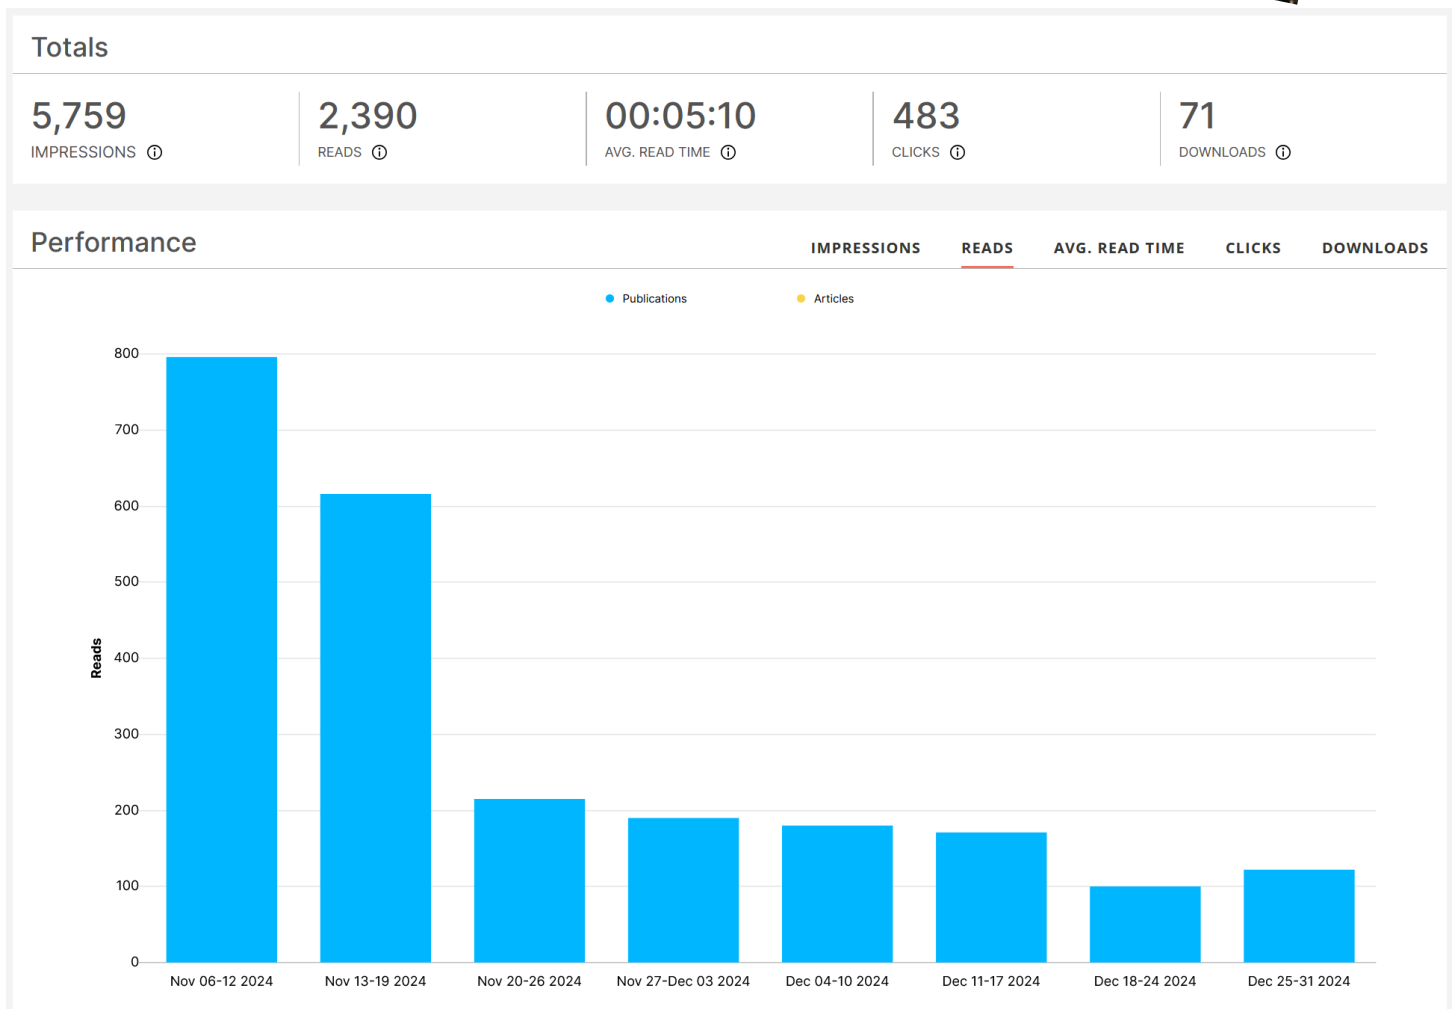 Totals
5,759
IMPRESSIONS
2,390
READS
00:05:10
AVG. READ TIME
483
CLICKS
71
DOWNLOADS
Performance
IMPRESSIONS READS AVG. READ TIME CLICKS DOWNLOADS
Publications Articles
800
700
600
500
400
300
200
100
0
Reads
Nov 06-12 2024 Nov 13-19 2024 Nov 20-26 2024 Nov 27-Dec 03 2024 Dec 04-10 2024 Dec 11-17 2024 Dec 18-24 2024 Dec 25-31 2024